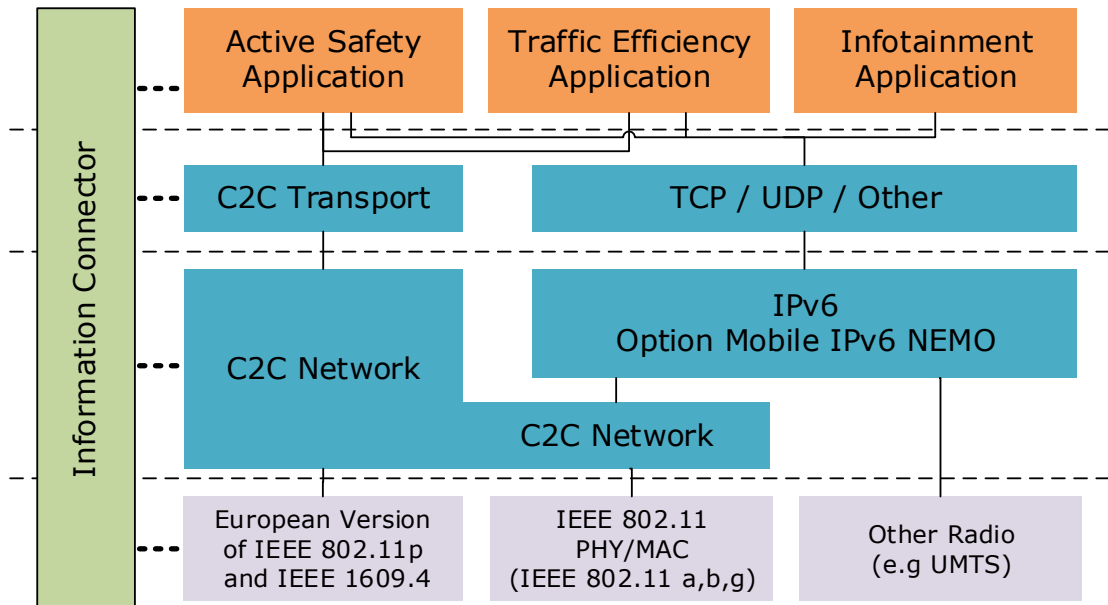 Information Connector
Active Safety
Application
Traffic Efficiency
Application
Infotainment
Application
C2C Transport
TCP / UDP / Other
C2C Network
IPv6
Option Mobile IPv6 NEMO
C2C Network
European Version
of IEEE 802.11p
and IEEE 1609.4
IEEE 802.11
PHY/MAC
(IEEE 802.11 a,b,g)
Other Radio
(e.g UMTS)